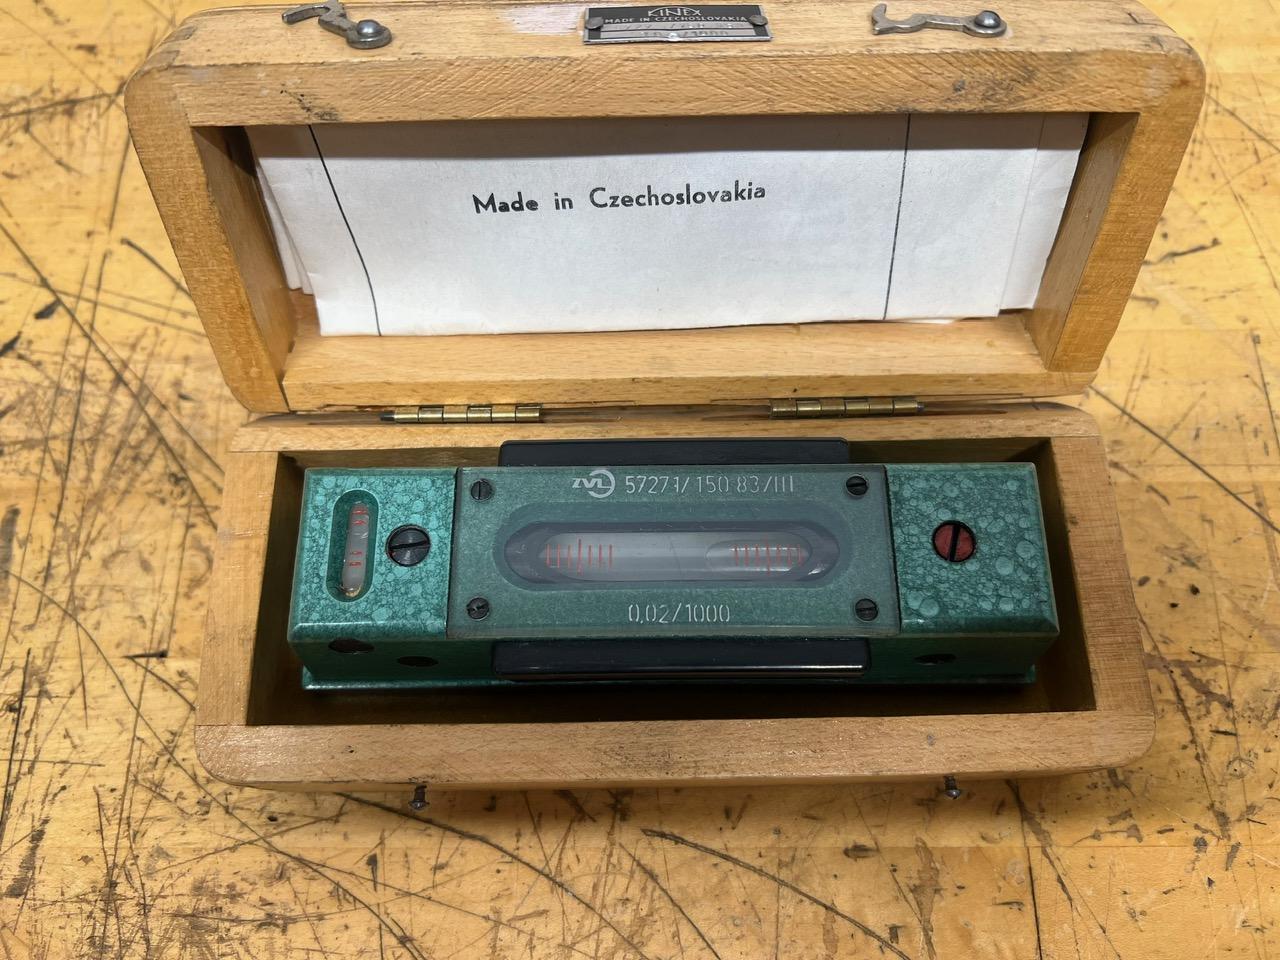 KINEX
MADE IN CZECHOSLOVAKIA
Made in Czechoslovakia
ZVL 57271/150 83/III
0,02/1000